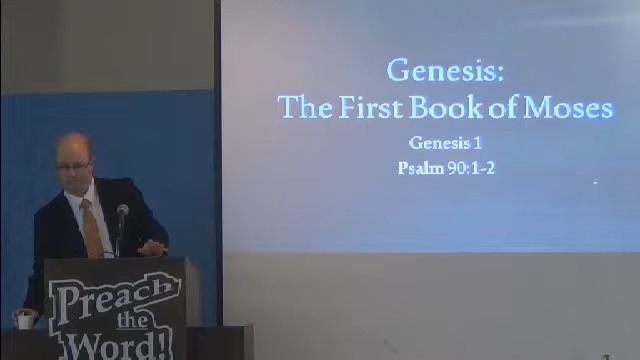 Genesis:
The First Book of Moses
Genesis 1
Psalm 90:1-2
Preach
the
Word!